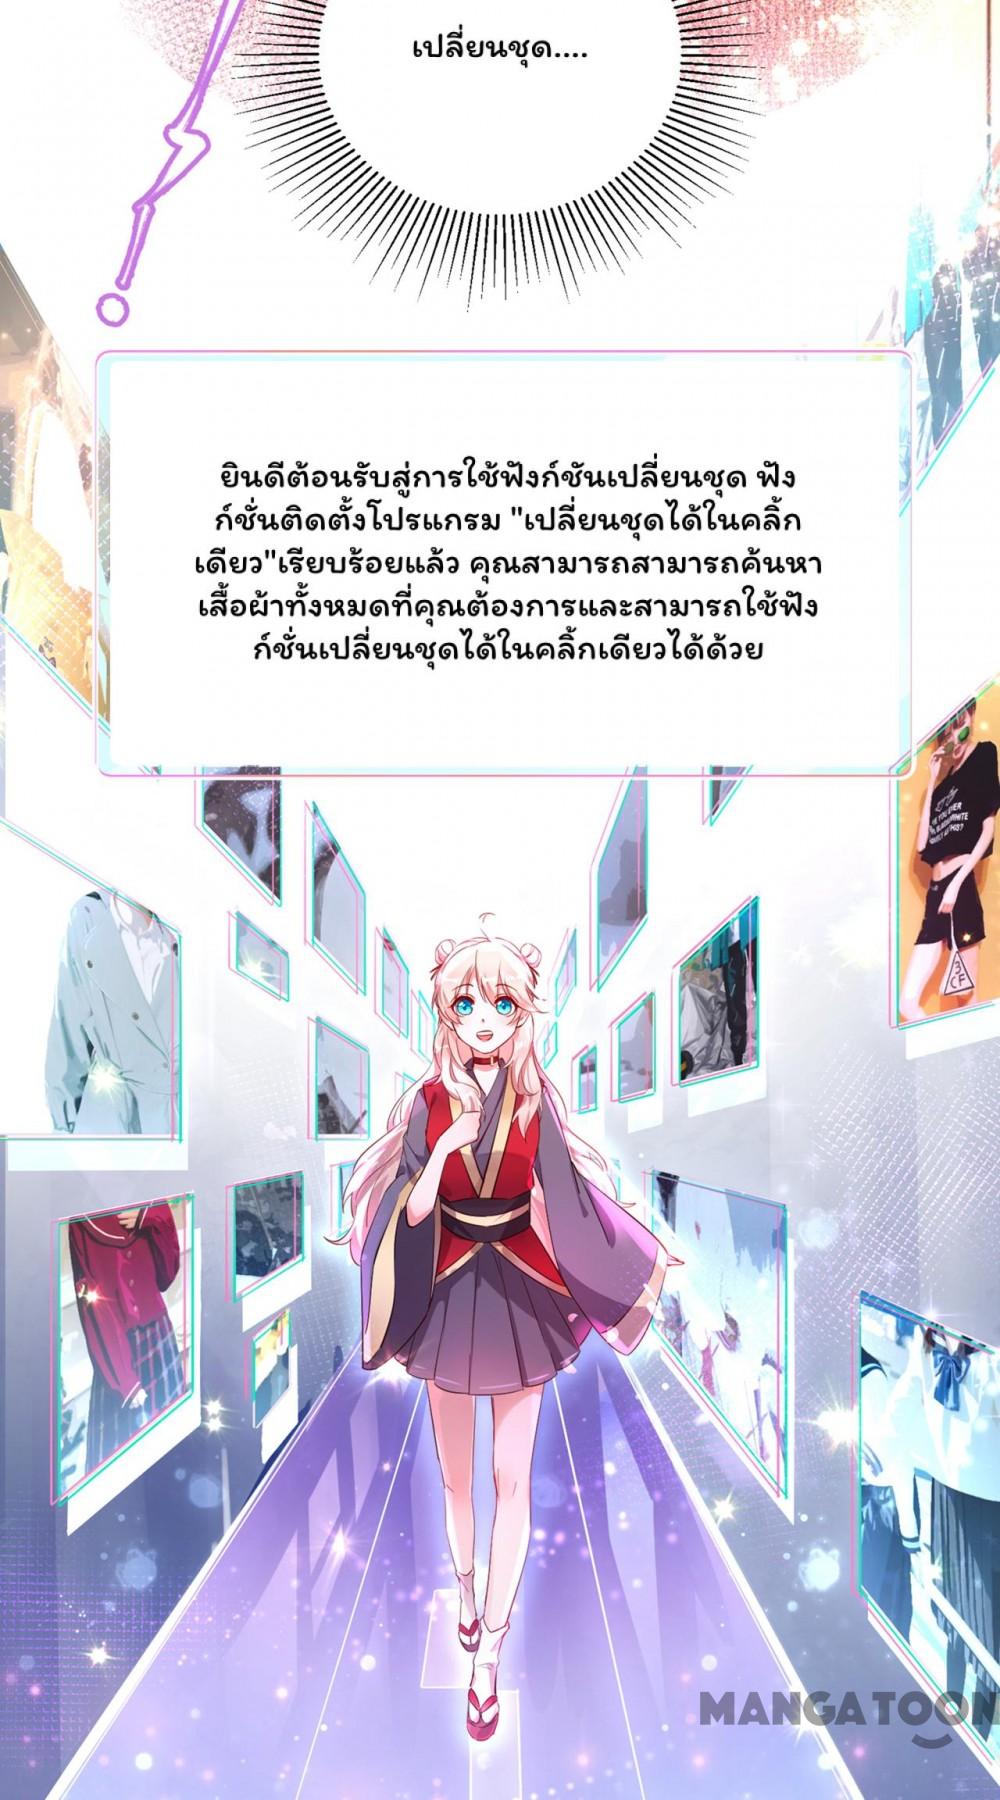 เปลี่ยนชุด....
ยินดีต้อนรับสู่การใช้ฟังก์ชันเปลี่ยนชุด ฟัง
ก์ชั่นติดตั้งโปรแกรม "เปลี่ยนชุดได้ในคลิ้ก
เดียว"เรียบร้อยแล้ว คุณสามารถสามารถค้นหา
เสื้อผ้าทั้งหมดที่คุณต้องการและสามารถใช้ฟัง
ก์ชั่นเปลี่ยนชุดได้ในคลิ้กเดียวได้ด้วย
YOU EVER
3
CF
MANGATOON